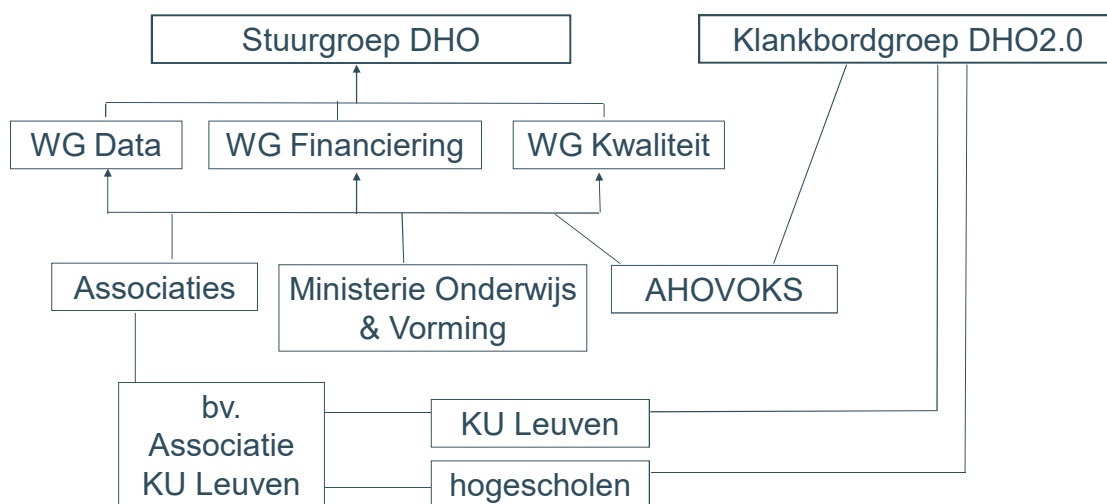 Stuurgroep DHO
Klankbordgroep DHO2.0
WG Data
WG Financiering
WG Kwaliteit
Associaties
Ministerie Onderwijs
& Vorming
AHOVOKS
bv.
Associatie
KU Leuven
KU Leuven
hogescholen